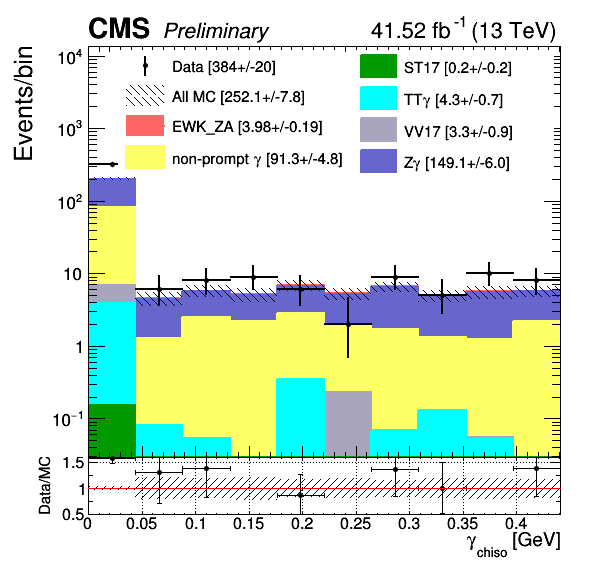 CMS Preliminary 41.52 fb⁻¹ (13 TeV)
Events/bin
10⁴
10³
10²
10
1
10⁻¹
Data [384+/-20]
All MC [252.1+/-7.8]
EWK_ZA [3.98+/-0.19]
non-prompt γ [91.3+/-4.8]
ST17 [0.2+/-0.2]
TTγ [4.3+/-0.7]
VV17 [3.3+/-0.9]
Zγ [149.1+/-6.0]
Data/MC
1.5
1
0.5
0 0.05 0.1 0.15 0.2 0.25 0.3 0.35 0.4
γchiso [GeV]